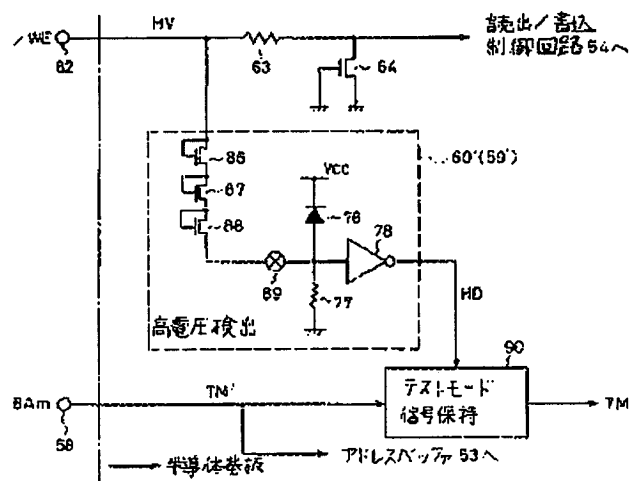 /WE
HV
82
63
64
読出/書込
制御回路54へ
60'(59')
86
87
88
VCC
76
78
89
77
HD
高電圧検出
90
BAm
TM'
テストモード
信号保持
TM
58
アドレスバッファ53へ
半導体基板